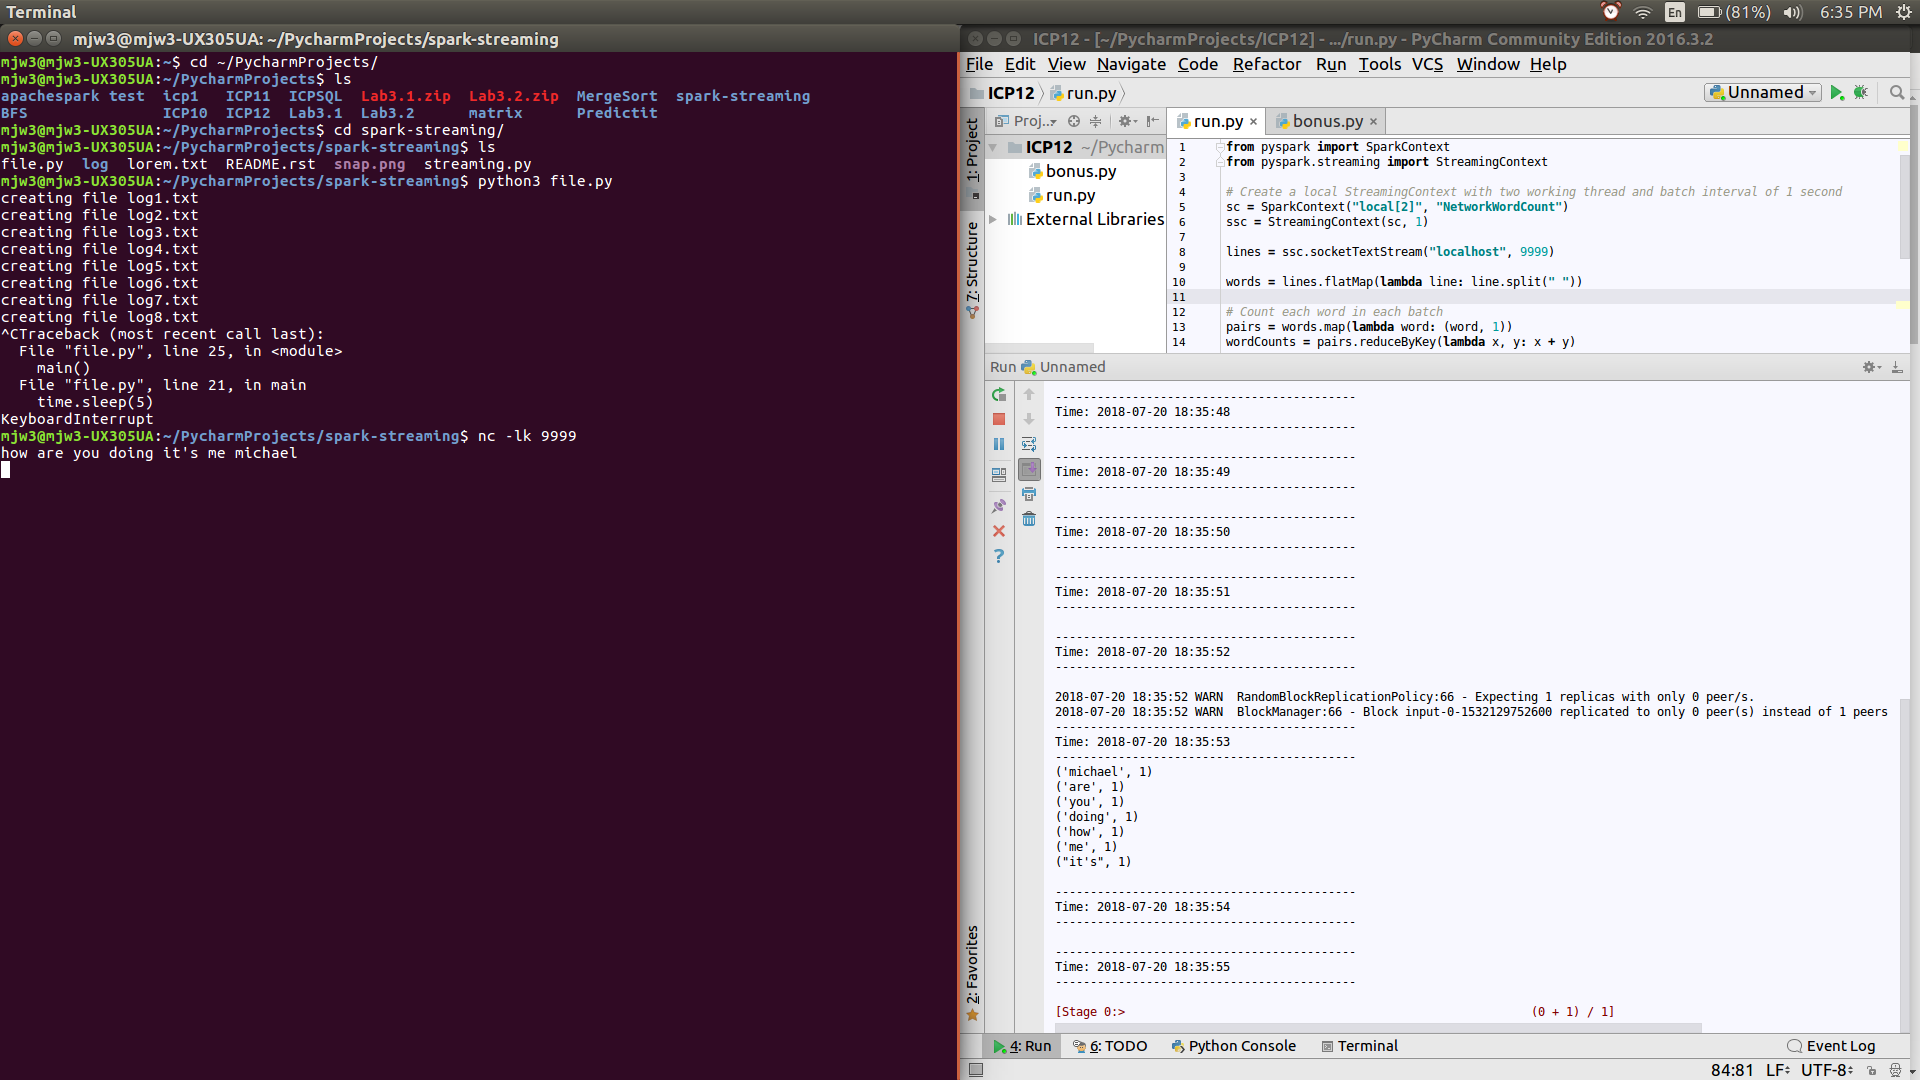 Terminal
En (81%) 6:35 PM
mjw3@mjw3-UX305UA: ~/PycharmProjects/spark-streaming
mjw3@mjw3-UX305UA:~$ cd ~/PycharmProjects/
mjw3@mjw3-UX305UA:~/PycharmProjects$ ls
apachespark test  icp1   ICP11  ICPSQL  Lab3.1.zip  Lab3.2.zip  MergeSort  spark-streaming
BFS               ICP10  ICP12  Lab3.1  Lab3.2      matrix      Predictit
mjw3@mjw3-UX305UA:~/PycharmProjects$ cd spark-streaming/
mjw3@mjw3-UX305UA:~/PycharmProjects/spark-streaming$ ls
file.py  log  lorem.txt  README.rst  snap.png  streaming.py
mjw3@mjw3-UX305UA:~/PycharmProjects/spark-streaming$ python3 file.py
creating file log1.txt
creating file log2.txt
creating file log3.txt
creating file log4.txt
creating file log5.txt
creating file log6.txt
creating file log7.txt
creating file log8.txt
^CTraceback (most recent call last):
  File "file.py", line 25, in <module>
    main()
  File "file.py", line 21, in main
    time.sleep(5)
KeyboardInterrupt
mjw3@mjw3-UX305UA:~/PycharmProjects/spark-streaming$ nc -lk 9999
how are you doing it's me michael
ICP12 - [~/PycharmProjects/ICP12] - .../run.py - PyCharm Community Edition 2016.3.2
File Edit View Navigate Code Refactor Run Tools VCS Window Help
ICP12 run.py
Unnamed
1: Project
7: Structure
2: Favorites
Proj...
ICP12 ~/Pycharm
bonus.py
run.py
External Libraries
run.py × bonus.py ×
1 from pyspark import SparkContext
2 from pyspark.streaming import StreamingContext
3
4 # Create a local StreamingContext with two working thread and batch interval of 1 second
5 sc = SparkContext("local[2]", "NetworkWordCount")
6 ssc = StreamingContext(sc, 1)
7
8 lines = ssc.socketTextStream("localhost", 9999)
9
10 words = lines.flatMap(lambda line: line.split(" "))
11
12 # Count each word in each batch
13 pairs = words.map(lambda word: (word, 1))
14 wordCounts = pairs.reduceByKey(lambda x, y: x + y)
Run Unnamed
-------------------------------------------
Time: 2018-07-20 18:35:48
-------------------------------------------
-------------------------------------------
Time: 2018-07-20 18:35:49
-------------------------------------------
-------------------------------------------
Time: 2018-07-20 18:35:50
-------------------------------------------
-------------------------------------------
Time: 2018-07-20 18:35:51
-------------------------------------------
-------------------------------------------
Time: 2018-07-20 18:35:52
-------------------------------------------
2018-07-20 18:35:52 WARN  RandomBlockReplicationPolicy:66 - Expecting 1 replicas with only 0 peer/s.
2018-07-20 18:35:52 WARN  BlockManager:66 - Block input-0-1532129752600 replicated to only 0 peer(s) instead of 1 peers
-------------------------------------------
Time: 2018-07-20 18:35:53
-------------------------------------------
('michael', 1)
('are', 1)
('you', 1)
('doing', 1)
('how', 1)
('me', 1)
("it's", 1)
-------------------------------------------
Time: 2018-07-20 18:35:54
-------------------------------------------
-------------------------------------------
Time: 2018-07-20 18:35:55
-------------------------------------------
[Stage 0:> (0 + 1) / 1]
4: Run 6: TODO Python Console Terminal Event Log
84:81 LF UTF-8